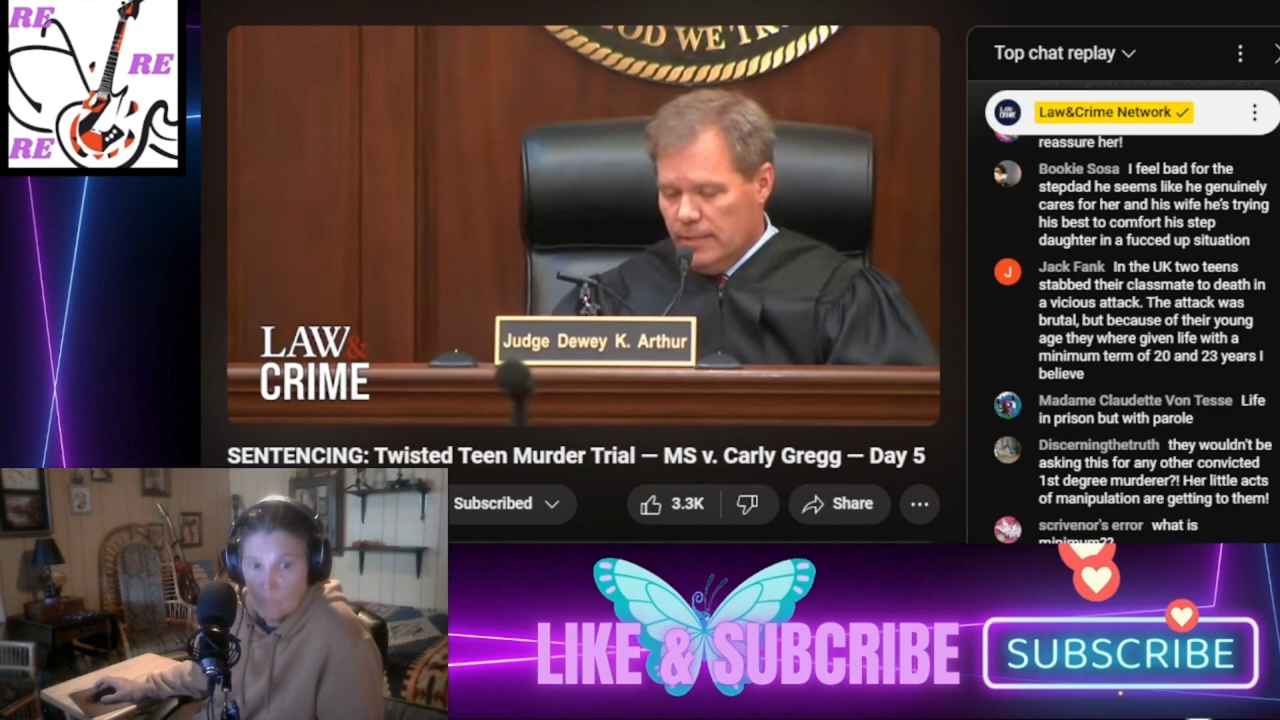 RE
RE
RE
OD WE TR
LAW&
CRIME
Judge Dewey K. Arthur
SENTENCING: Twisted Teen Murder Trial — MS v. Carly Gregg — Day 5
Subscribed
3.3K
Share
Top chat replay
Law&Crime Network
reassure her!
Bookie Sosa I feel bad for the
stepdad he seems like he genuinely
cares for her and his wife he's trying
his best to comfort his step
daughter in a fucced up situation
J
Jack Fank In the UK two teens
stabbed their classmate to death in
a vicious attack. The attack was
brutal, but because of their young
age they where given life with a
minimum term of 20 and 23 years I
believe
Madame Claudette Von Tesse Life
in prison but with parole
Discerningthetruth they wouldn't be
asking this for any other convicted
1st degree murderer?! Her little acts
of manipulation are getting to them!
scrivenor's error what is
minimum??
LIKE & SUBCRIBE
SUBSCRIBE